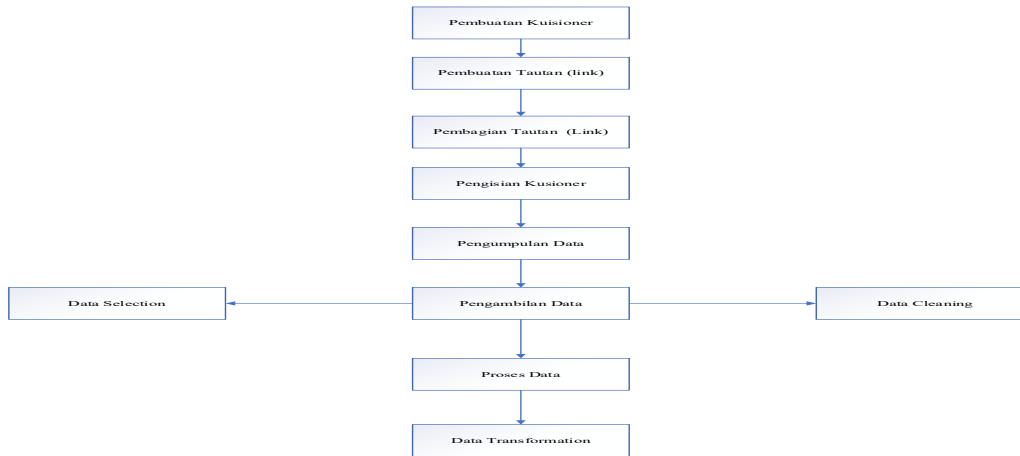 Pembuatan Kuisioner
Pembuatan Tautan (link)
Pembagian Tautan (Link)
Pengisian Kusioner
Pengumpulan Data
Data Selection
Pengambilan Data
Data Cleaning
Proses Data
Data Transformation